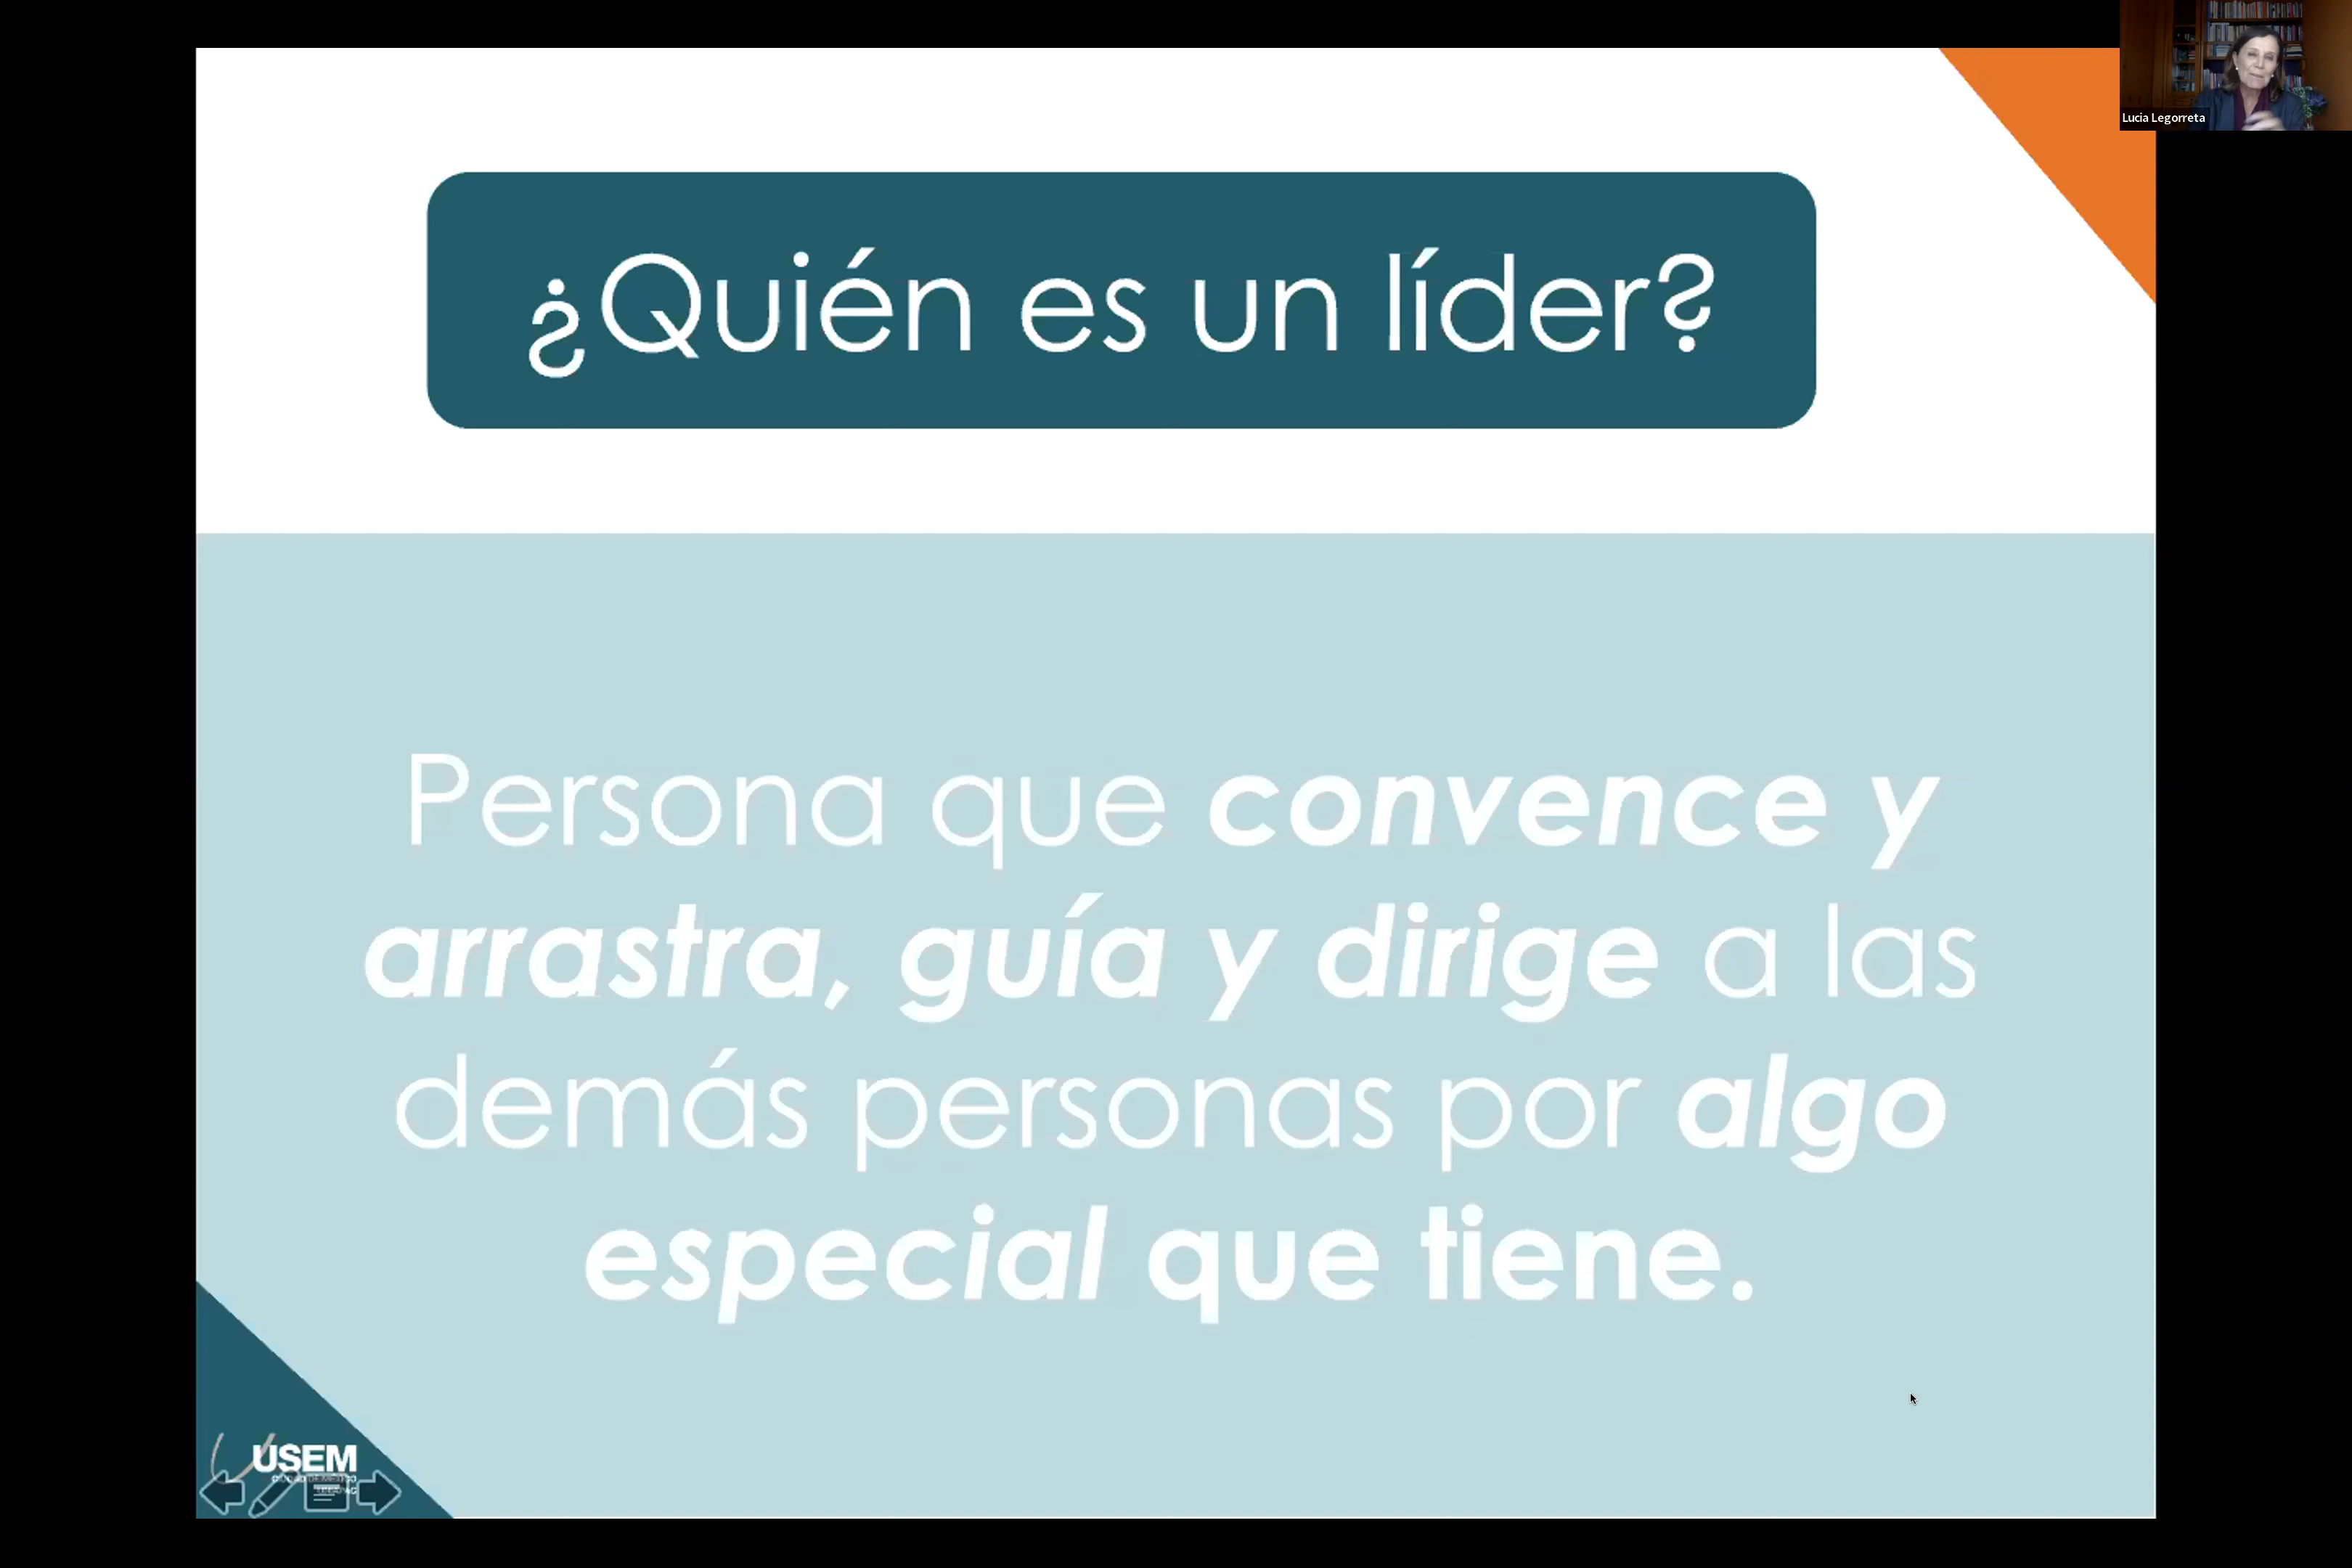 Lucia Legorreta
¿Quién es un líder?
Persona que convence y
arrastra, guía y dirige a las
demás personas por algo
especial que tiene.
USEM